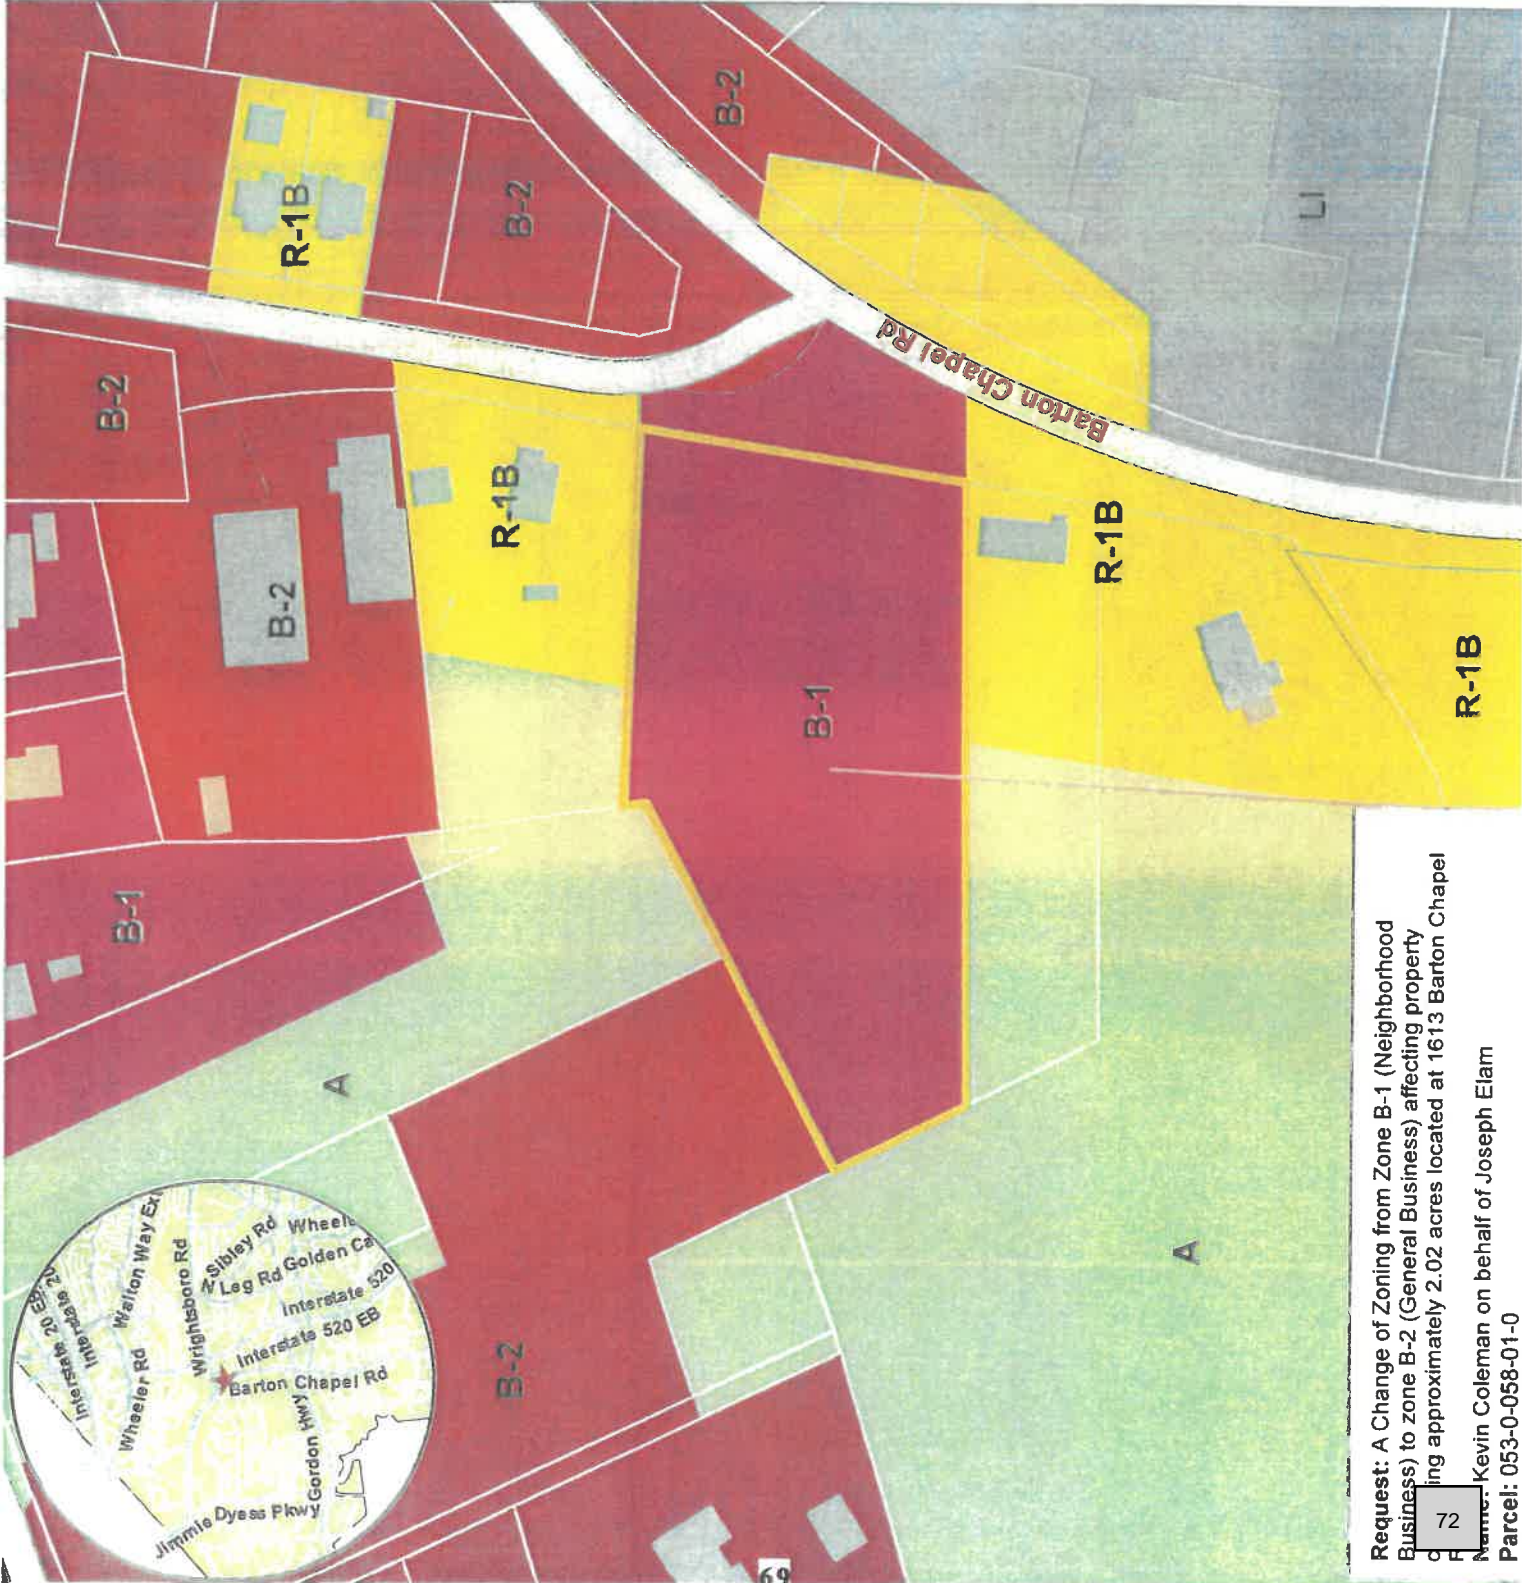 B-2
R-1B
B-2
B-2
B-2
R-1B
B-2
Barton Chapel Rd
LI
B-1
B-1
R-1B
R-1B
A
B-2
A
Interstate 20 EB
Interstate 20
Walton Way Ext
Wheeler Rd
Wrightsboro Rd
N Leg Rd
Sibley Rd
Golden Ca
Interstate 520
Interstate 520 EB
Barton Chapel Rd
Gordon Hwy
Jimmie Dyess Pkwy
Request: A Change of Zoning from Zone B-1 (Neighborhood
Business) to zone B-2 (General Business) affecting property
ing approximately 2.02 acres located at 1613 Barton Chapel
Name: Kevin Coleman on behalf of Joseph Elam
Parcel: 053-0-058-01-0
72
69